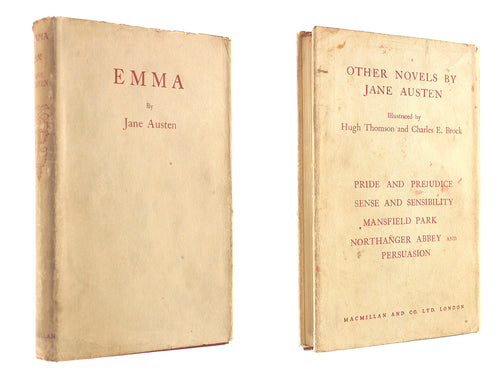 EMMA
By
Jane Austen
OTHER NOVELS BY
JANE AUSTEN
Illustrated by
Hugh Thomson and Charles E. Brock
PRIDE AND PREJUDICE
SENSE AND SENSIBILITY
MANSFIELD PARK
NORTHANGER ABBEY AND
PERSUASION
MACMILLAN AND CO. LTD. LONDON